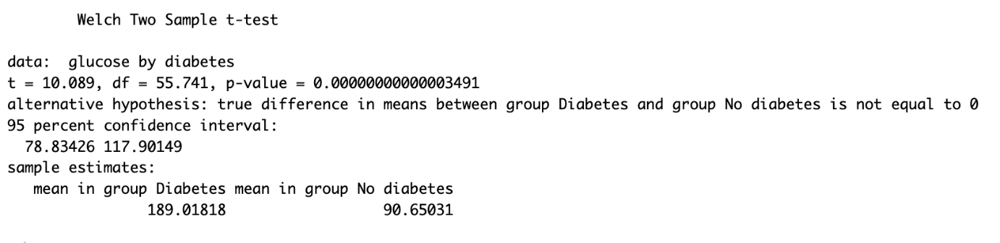 Welch Two Sample t-test
data:  glucose by diabetes
t = 10.089, df = 55.741, p-value = 0.00000000000003491
alternative hypothesis: true difference in means between group Diabetes and group No diabetes is not equal to 0
95 percent confidence interval:
78.83426 117.90149
sample estimates:
mean in group Diabetes mean in group No diabetes
189.01818 90.65031